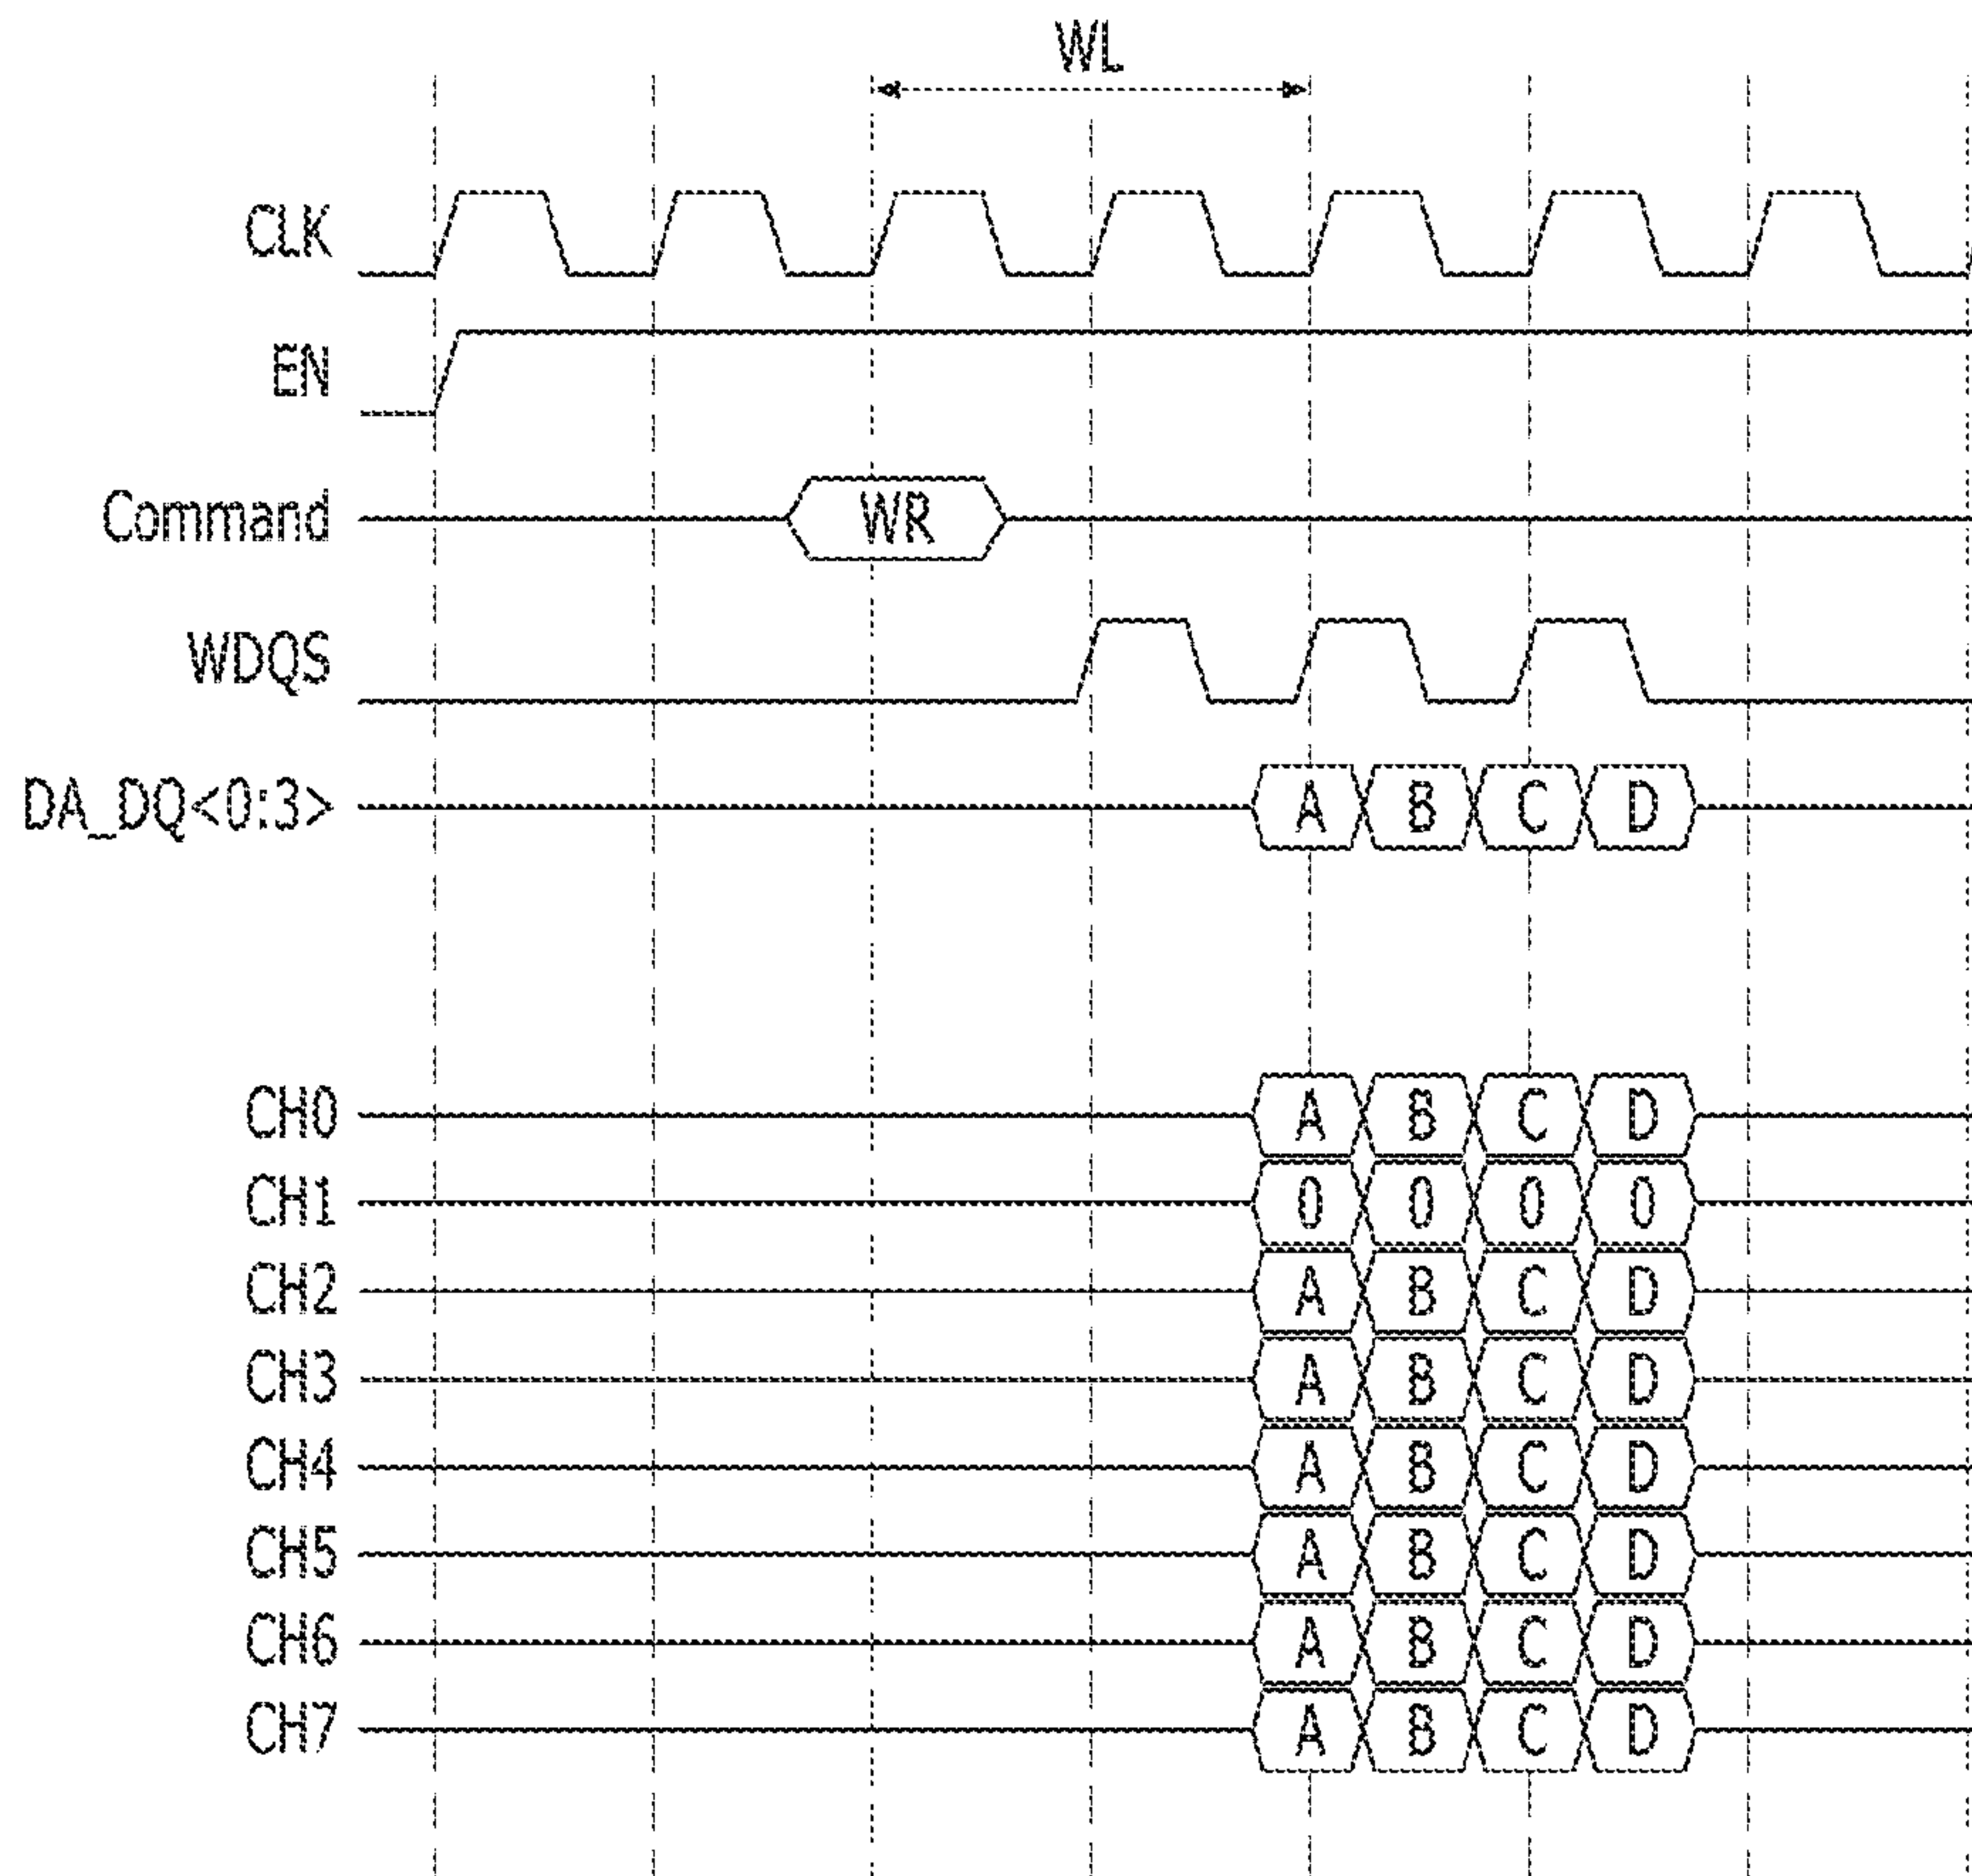 WL
CLK
EN
Command WR
WDQS
DA_DQ<0:3> A B C D
CH0 A B C D
CH1 0 0 0 0
CH2 A B C D
CH3 A B C D
CH4 A B C D
CH5 A B C D
CH6 A B C D
CH7 A B C D